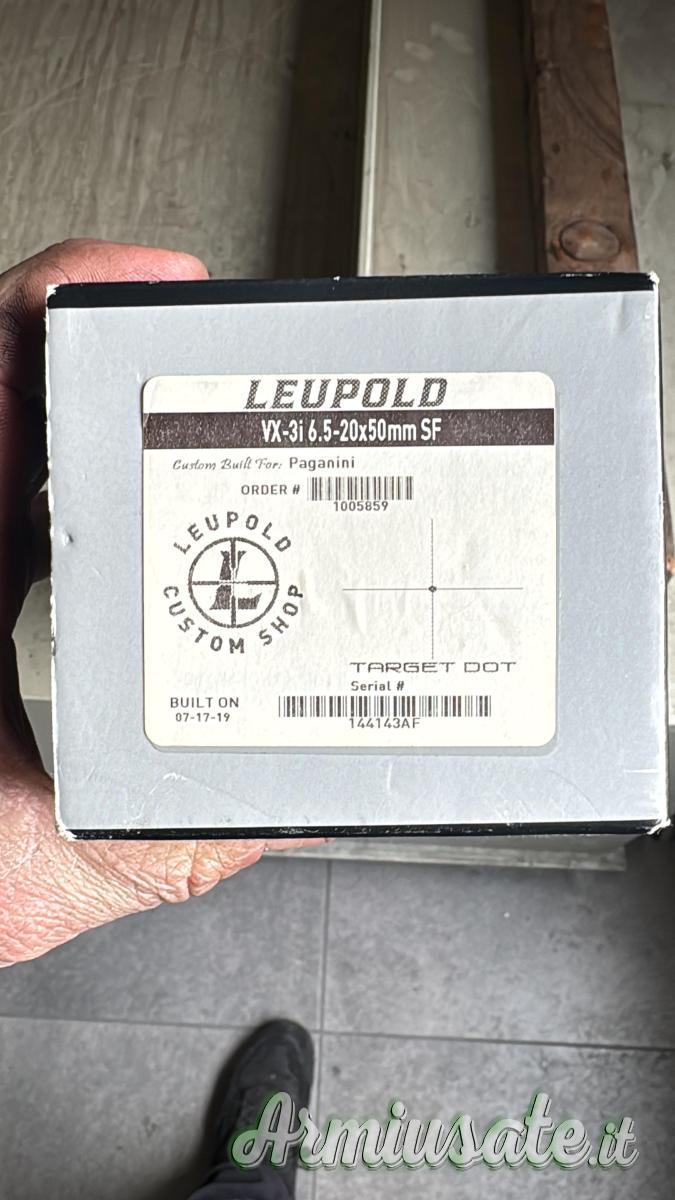 LEUPOLD
VX-3i 6.5-20x50mm SF
Custom Built For: Paganini
ORDER #
1005859
LEUPOLD
CUSTOM SHOP
TARGET DOT
Serial #
BUILT ON
07-17-19
144143AF
Armiusate.it